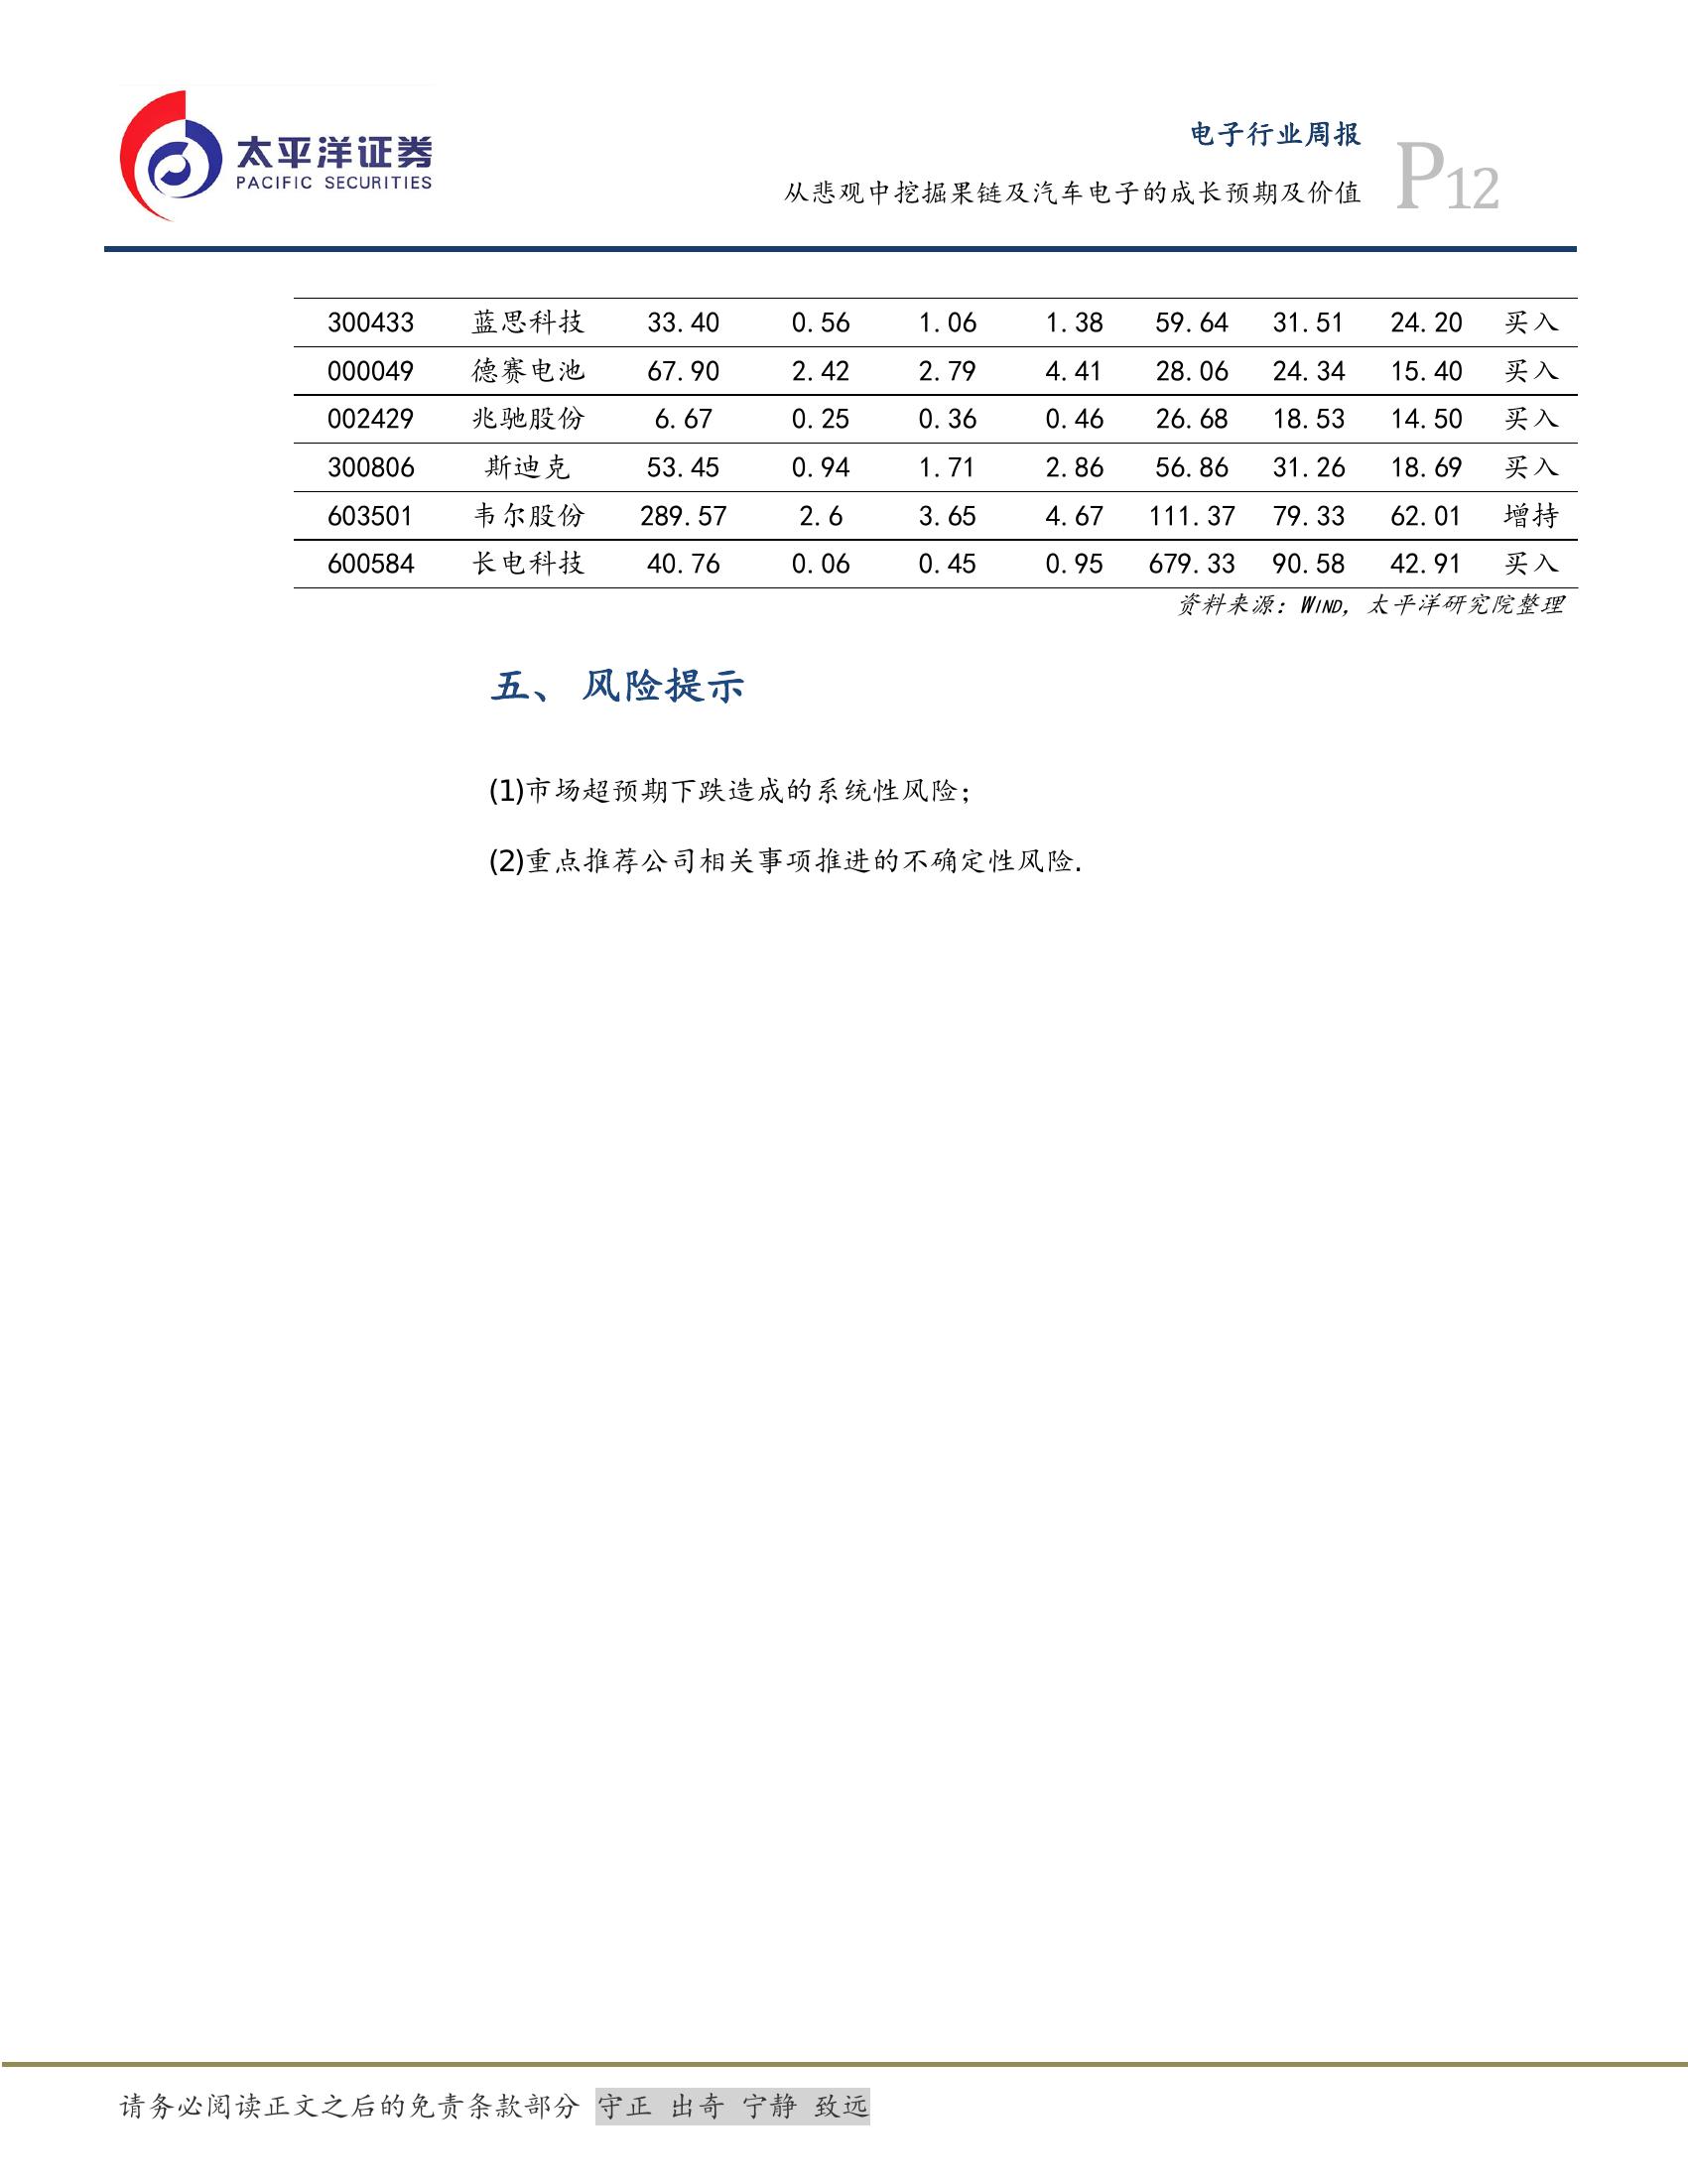 太平洋证券
PACIFIC SECURITIES
电子行业周报
从悲观中挖掘果链及汽车电子的成长预期及价值
P12
300433 蓝思科技 33.40 0.56 1.06 1.38 59.64 31.51 24.20 买入
000049 德赛电池 67.90 2.42 2.79 4.41 28.06 24.34 15.40 买入
002429 兆驰股份 6.67 0.25 0.36 0.46 26.68 18.53 14.50 买入
300806 斯迪克 53.45 0.94 1.71 2.86 56.86 31.26 18.69 买入
603501 韦尔股份 289.57 2.6 3.65 4.67 111.37 79.33 62.01 增持
600584 长电科技 40.76 0.06 0.45 0.95 679.33 90.58 42.91 买入
资料来源：WIND，太平洋研究院整理
五、 风险提示
(1)市场超预期下跌造成的系统性风险；
(2)重点推荐公司相关事项推进的不确定性风险.
请务必阅读正文之后的免责条款部分 守正 出奇 宁静 致远